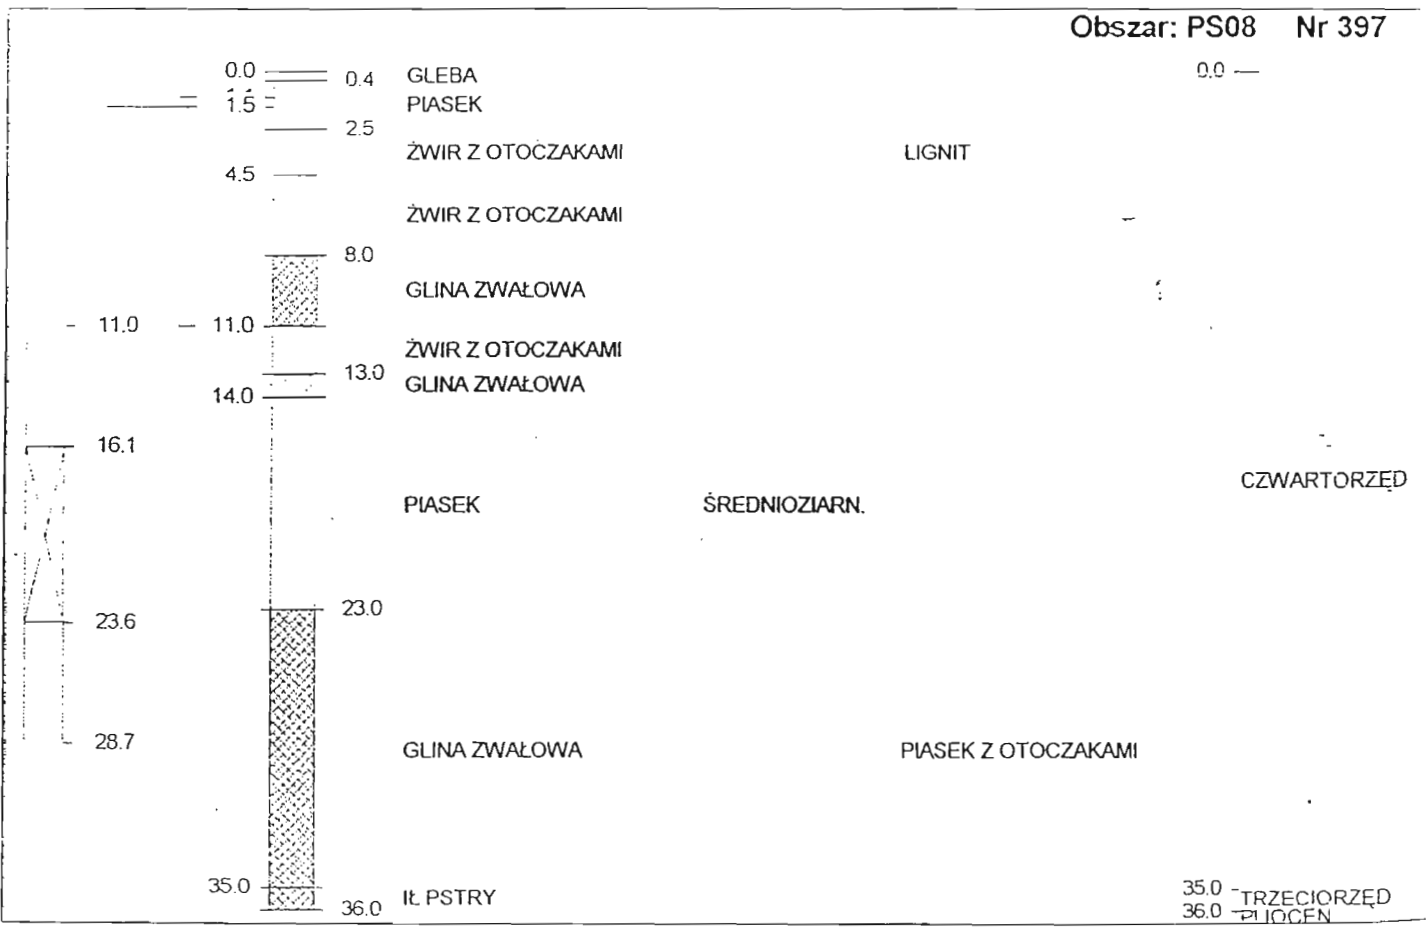 Obszar: PS08 Nr 397
0.0 0.4 GLEBA 0.0
1.5 PIASEK
2.5
ŻWIR Z OTOCZAKAMI LIGNIT
4.5
ŻWIR Z OTOCZAKAMI
8.0
GLINA ZWAŁOWA
11.0 11.0
ŻWIR Z OTOCZAKAMI
13.0
GLINA ZWAŁOWA
14.0
16.1
CZWARTORZĘD
PIASEK ŚREDNIOZIARN.
23.0
23.6
28.7
GLINA ZWAŁOWA PIASEK Z OTOCZAKAMI
35.0 35.0
IŁ PSTRY TRZECIORZĘD
36.0 36.0 PLIOCEN